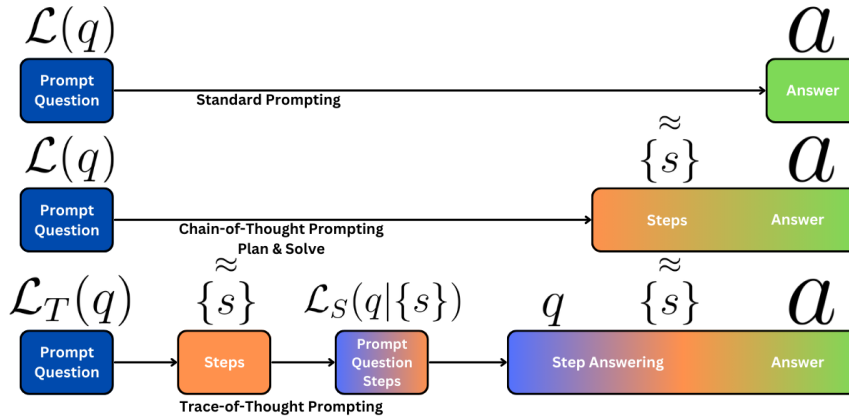 ℒ(q) a
Prompt Question Answer
Standard Prompting
≈
ℒ(q) {s} a
Prompt Question Steps Answer
Chain-of-Thought Prompting
Plan & Solve
≈ ≈
ℒ_T(q) {s} ℒ_S(q|{s}) q {s} a
Prompt Question Steps Prompt Question Steps Step Answering Answer
Trace-of-Thought Prompting